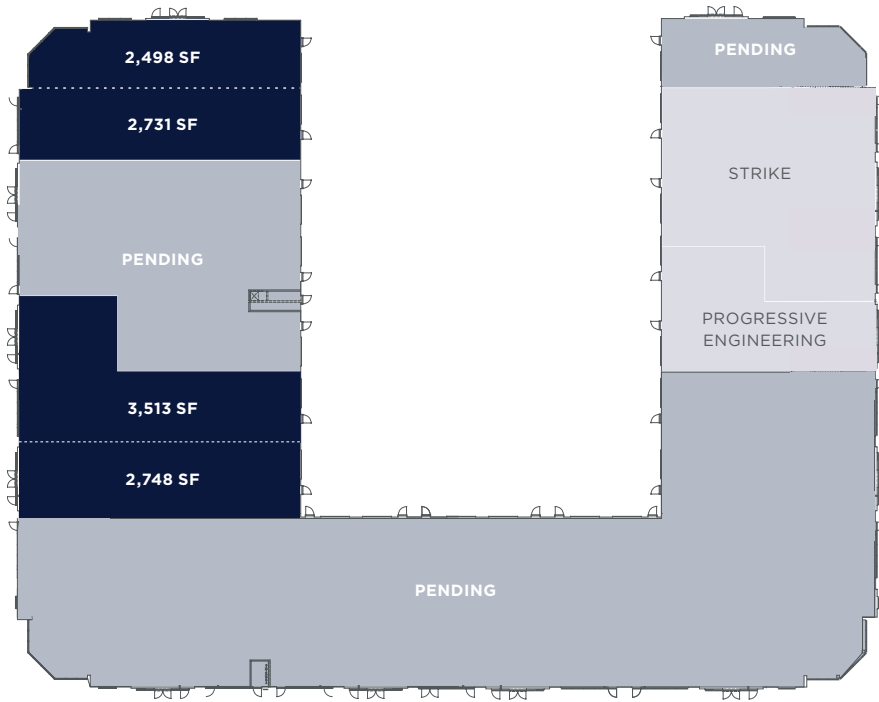 2,498 SF
2,731 SF
PENDING
3,513 SF
2,748 SF
PENDING
STRIKE
PROGRESSIVE
ENGINEERING
PENDING